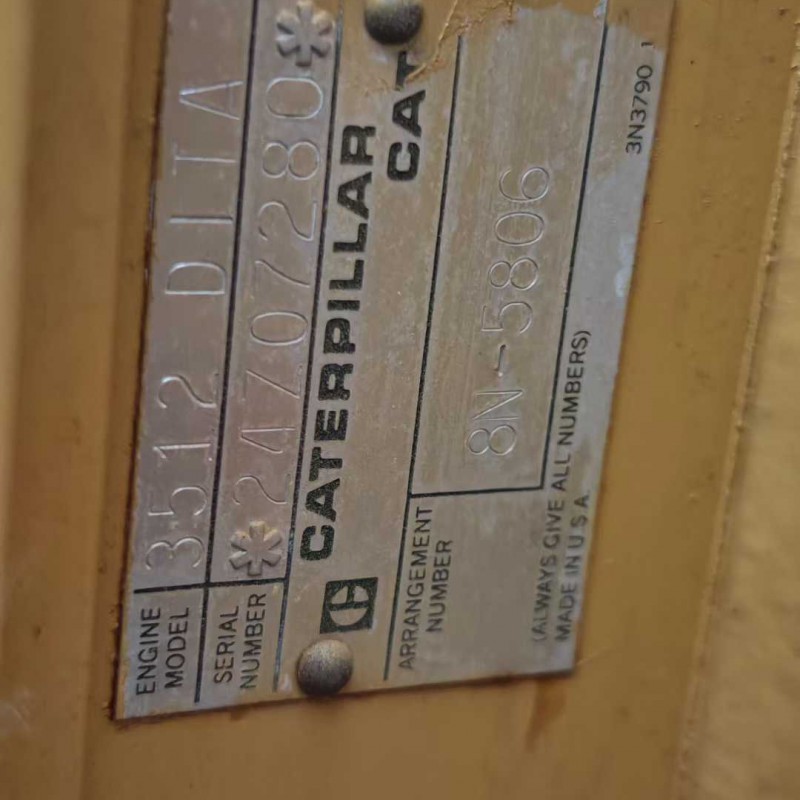 ENGINE MODEL 3512 DITA
SERIAL NUMBER *24Z07280*
CATERPILLAR CAT
ARRANGEMENT NUMBER 8N-5806
(ALWAYS GIVE ALL NUMBERS)
MADE IN U S A
3N3790 1